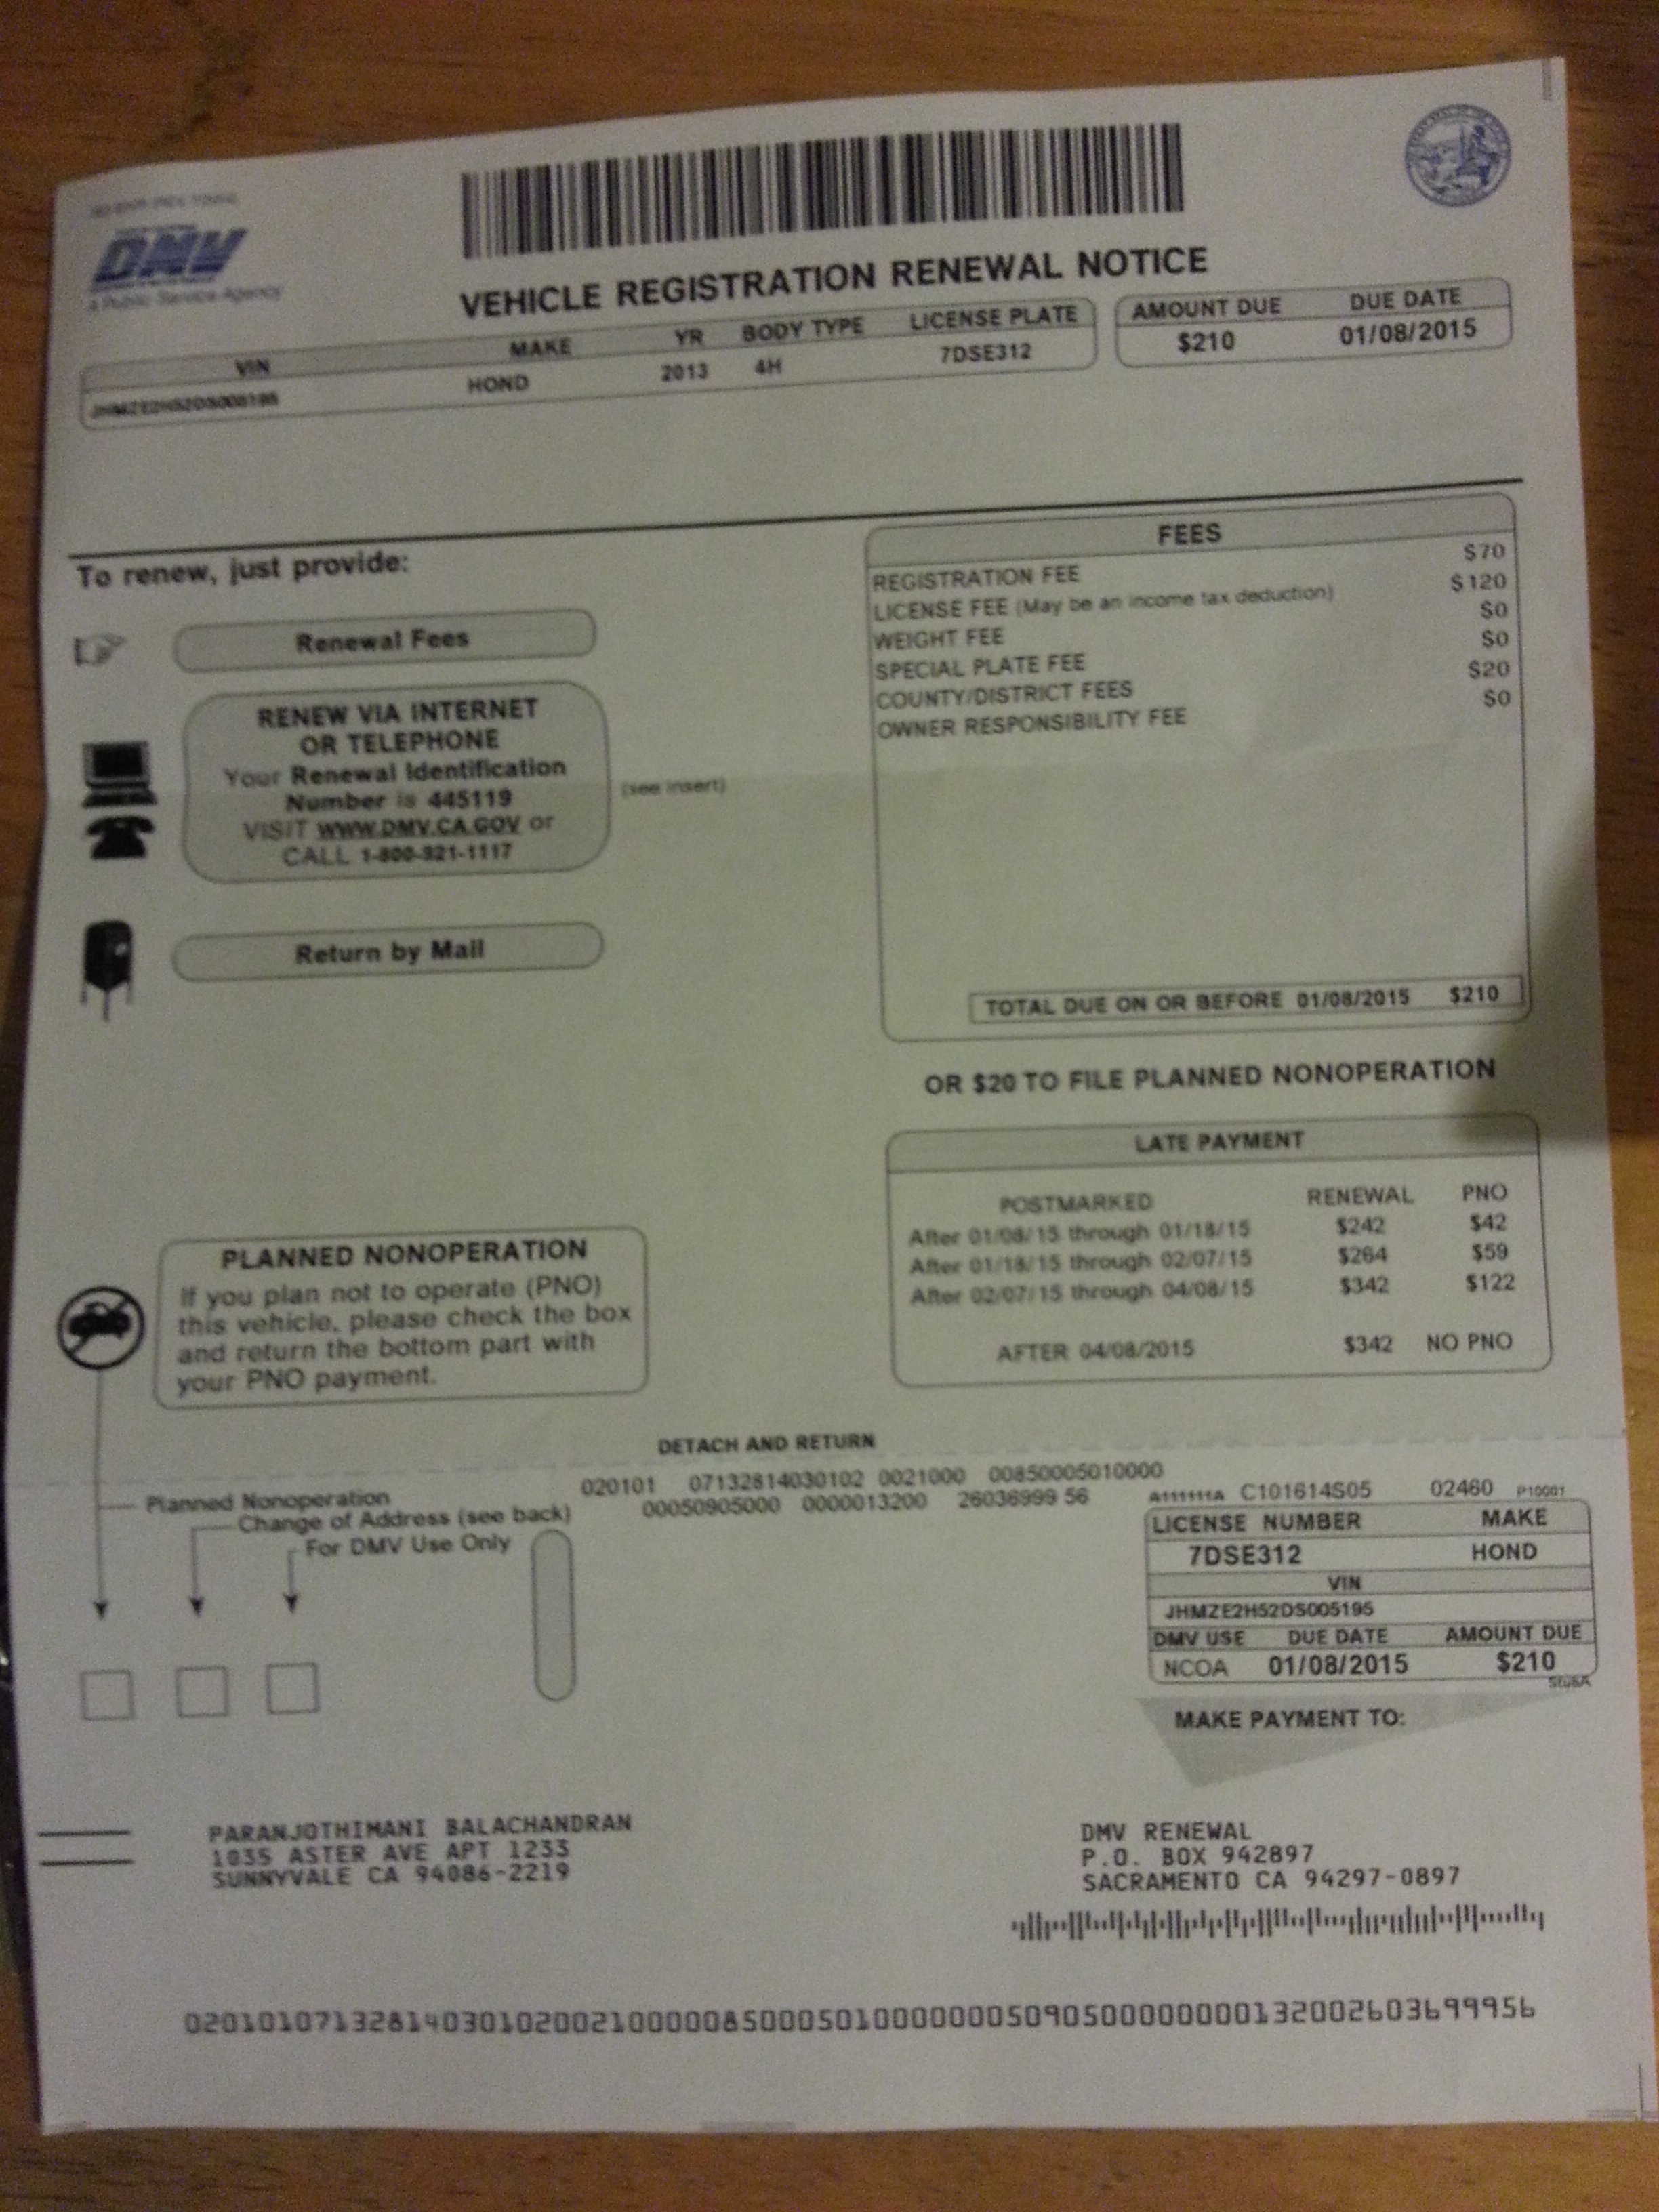 DMV
A Public Service Agency
VEHICLE REGISTRATION RENEWAL NOTICE
VIN MAKE YR BODY TYPE LICENSE PLATE
JHMZE2H52DS005195 HOND 2013 4H 7DSE312
AMOUNT DUE DUE DATE
$210 01/08/2015
To renew, just provide:
Renewal Fees
RENEW VIA INTERNET
OR TELEPHONE
Your Renewal Identification
Number is 445119
VISIT WWW.DMV.CA.GOV or
CALL 1-800-921-1117
(see insert)
Return by Mail
FEES
REGISTRATION FEE $70
LICENSE FEE (May be an income tax deduction) $120
WEIGHT FEE $0
SPECIAL PLATE FEE $0
COUNTY/DISTRICT FEES $20
OWNER RESPONSIBILITY FEE $0
TOTAL DUE ON OR BEFORE 01/08/2015 $210
OR $20 TO FILE PLANNED NONOPERATION
LATE PAYMENT
POSTMARKED RENEWAL PNO
After 01/08/15 through 01/18/15 $242 $42
After 01/18/15 through 02/07/15 $264 $59
After 02/07/15 through 04/08/15 $342 $122
AFTER 04/08/2015 $342 NO PNO
PLANNED NONOPERATION
If you plan not to operate (PNO)
this vehicle, please check the box
and return the bottom part with
your PNO payment.
DETACH AND RETURN
020101 07132814030102 0021000 00850005010000
00050905000 0000013200 26036999 56
A111111A C101614S05 02460 P10001
Planned Nonoperation
Change of Address (see back)
For DMV Use Only
LICENSE NUMBER MAKE
7DSE312 HOND
VIN
JHMZE2H52DS005195
DMV USE DUE DATE AMOUNT DUE
NCOA 01/08/2015 $210
StubA
MAKE PAYMENT TO:
PARANJOTHIMANI BALACHANDRAN
1035 ASTER AVE APT 1233
SUNNYVALE CA 94086-2219
DMV RENEWAL
P.O. BOX 942897
SACRAMENTO CA 94297-0897
02010107132814030102002100000850005010000000050905000000000132002603699956